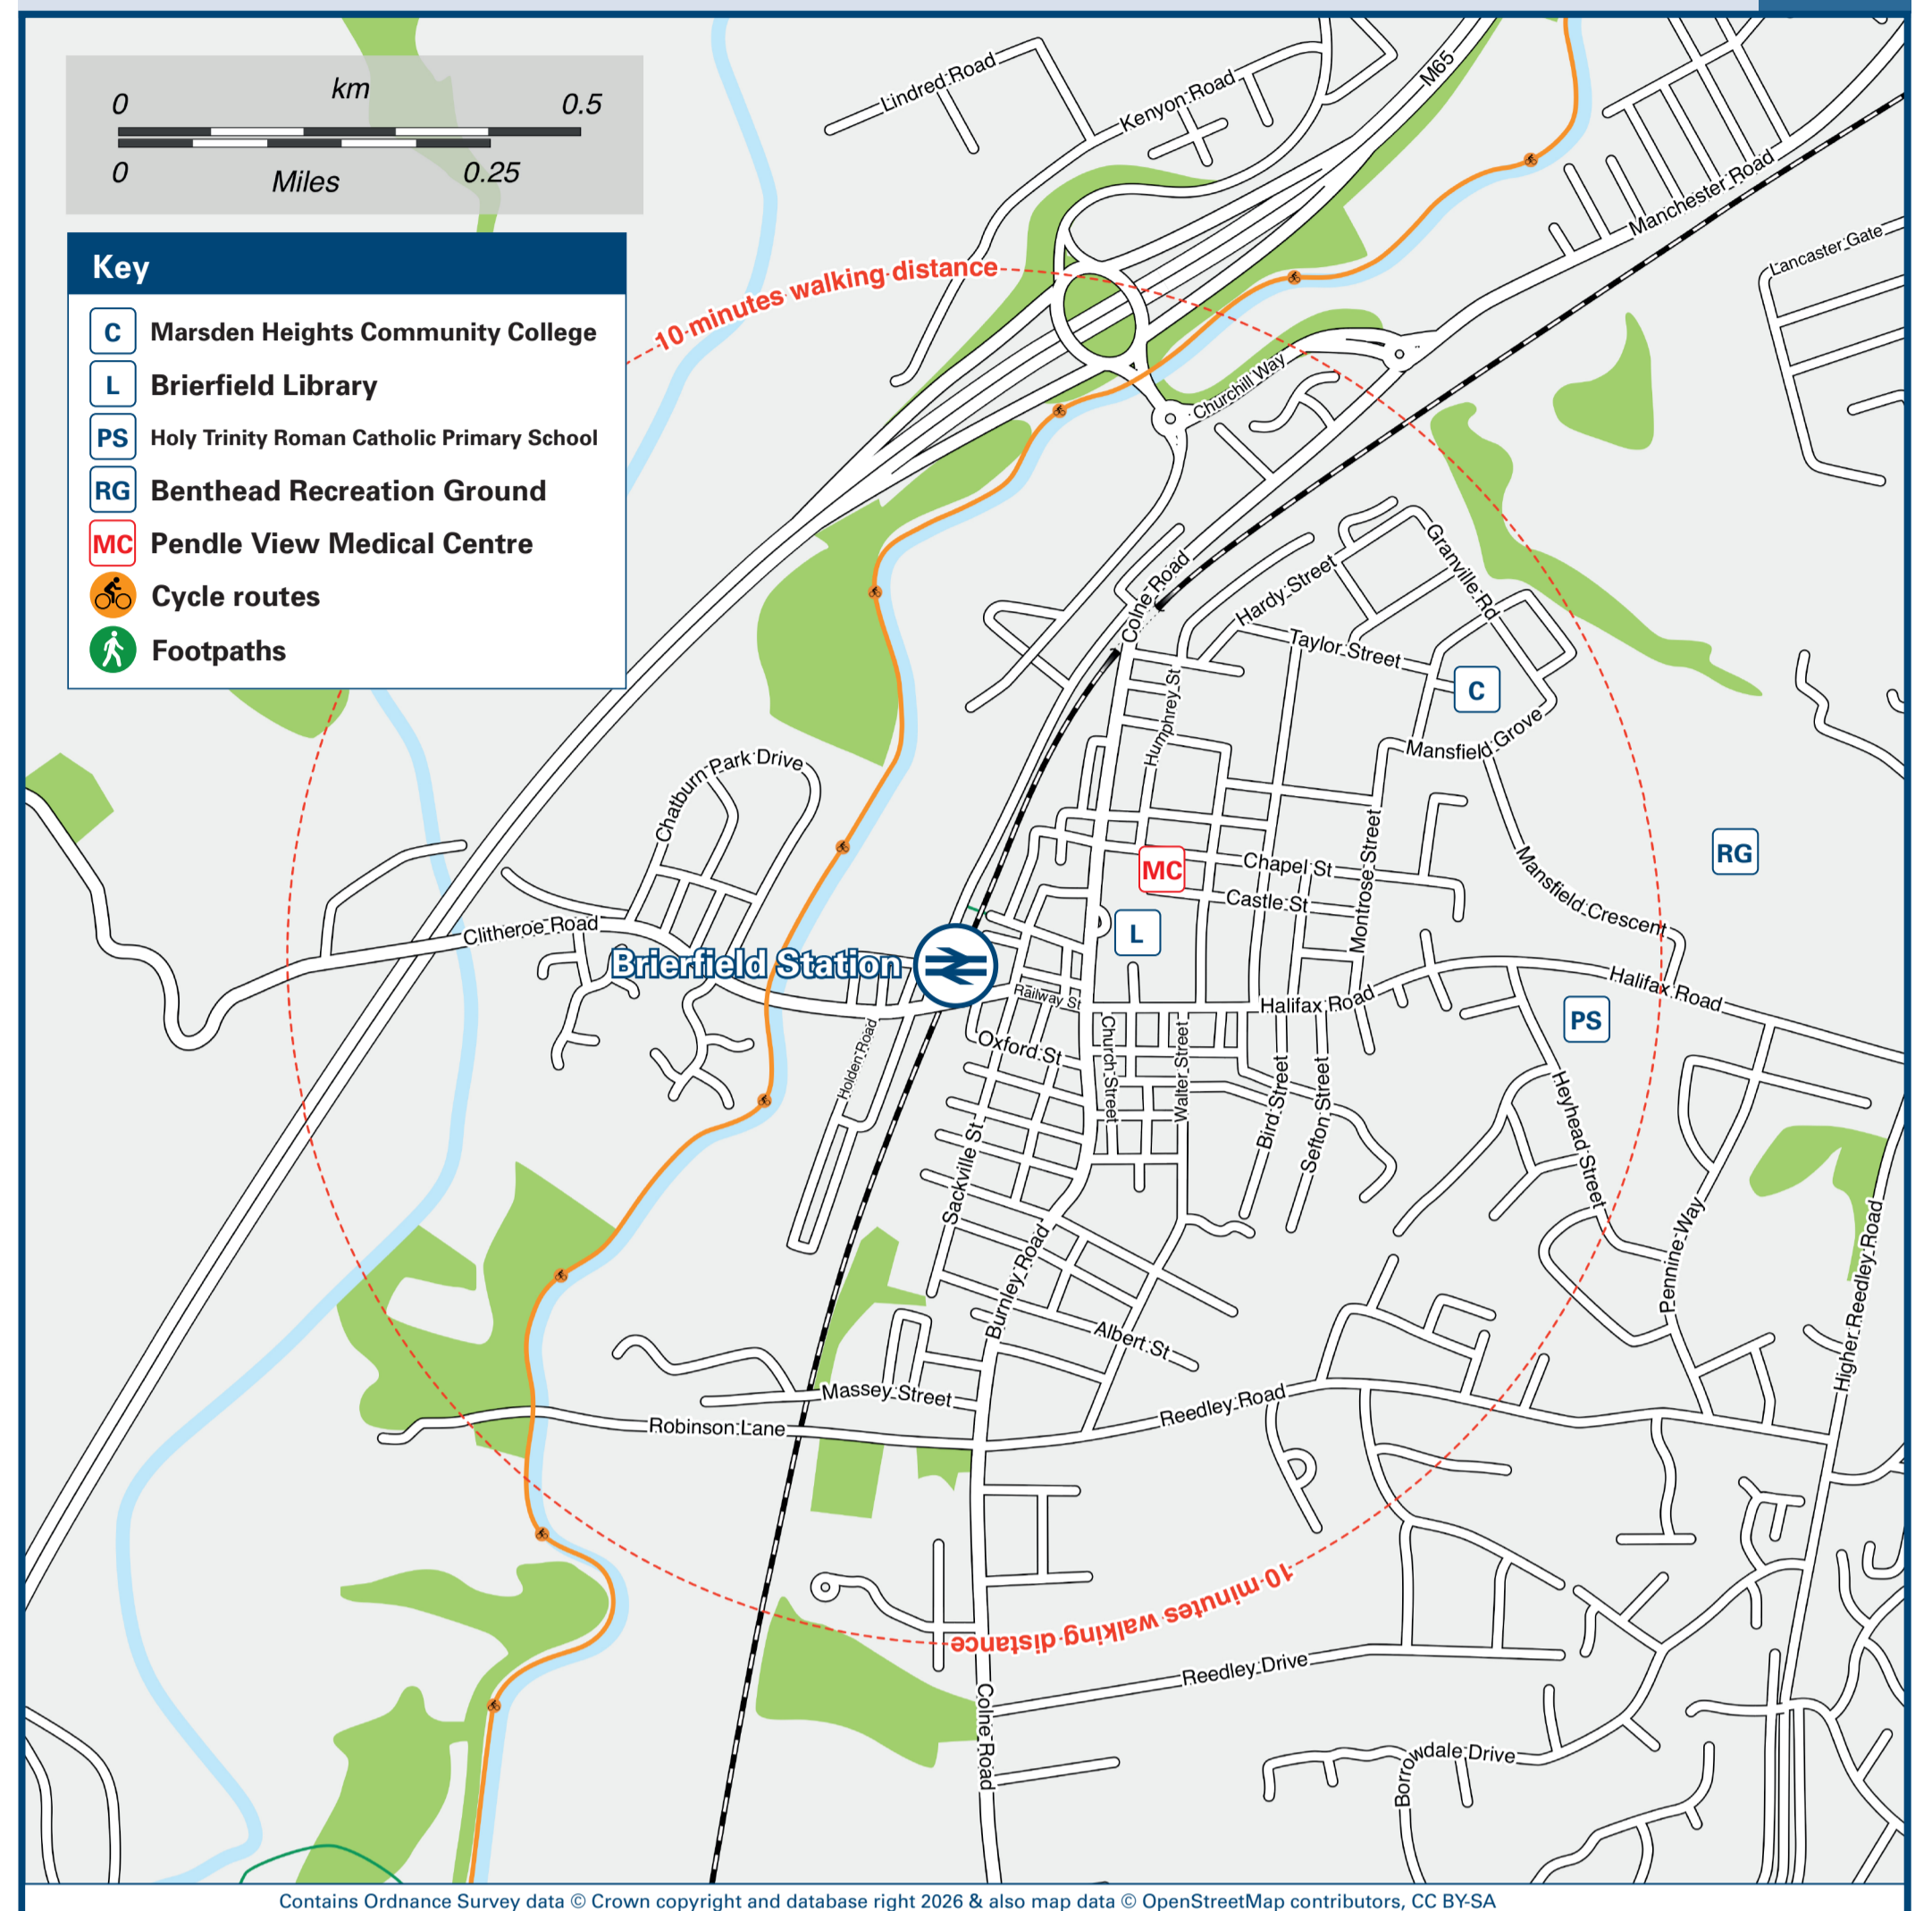 km
0 0.5
0 Miles 0.25
Key
C Marsden Heights Community College
L Brierfield Library
PS Holy Trinity Roman Catholic Primary School
RG Benthead Recreation Ground
MC Pendle View Medical Centre
Cycle routes
Footpaths
Lindred Road
Kenyon Road
M65
Manchester Road
Lancaster Gate
10 minutes walking distance
Churchill Way
Colne Road
Hardy Street
Granville Rd
Taylor Street
C
Humphrey St
Mansfield Grove
Chatburn Park Drive
Montrose Street
MC
Chapel St
RG
Castle St
Mansfield Crescent
L
Clitheroe Road
Brierfield Station
Railway St
Halifax Road
Halifax Road
PS
Holden Road
Oxford St
Church Street
Walter Street
Bird Street
Sefton Street
Heyhead Street
Sackville St
Pennine Way
Higher Reedley Road
Burnley Road
Albert St
Massey Street
Robinson Lane
Reedley Road
10 minutes walking distance
Reedley Drive
Colne Road
Borrowdale Drive
Contains Ordnance Survey data © Crown copyright and database right 2026 & also map data © OpenStreetMap contributors, CC BY-SA